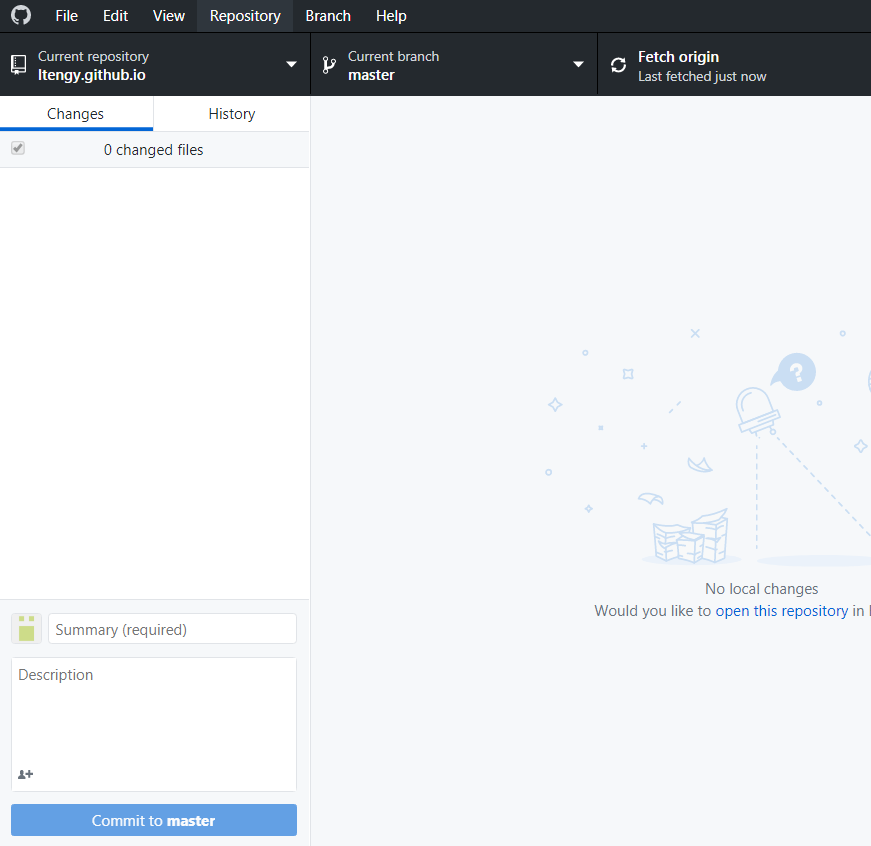 File Edit View Repository Branch Help
Current repository
ltengy.github.io
Current branch
master
Fetch origin
Last fetched just now
Changes History
0 changed files
?
No local changes
Would you like to open this repository in
Summary (required)
Description
Commit to master